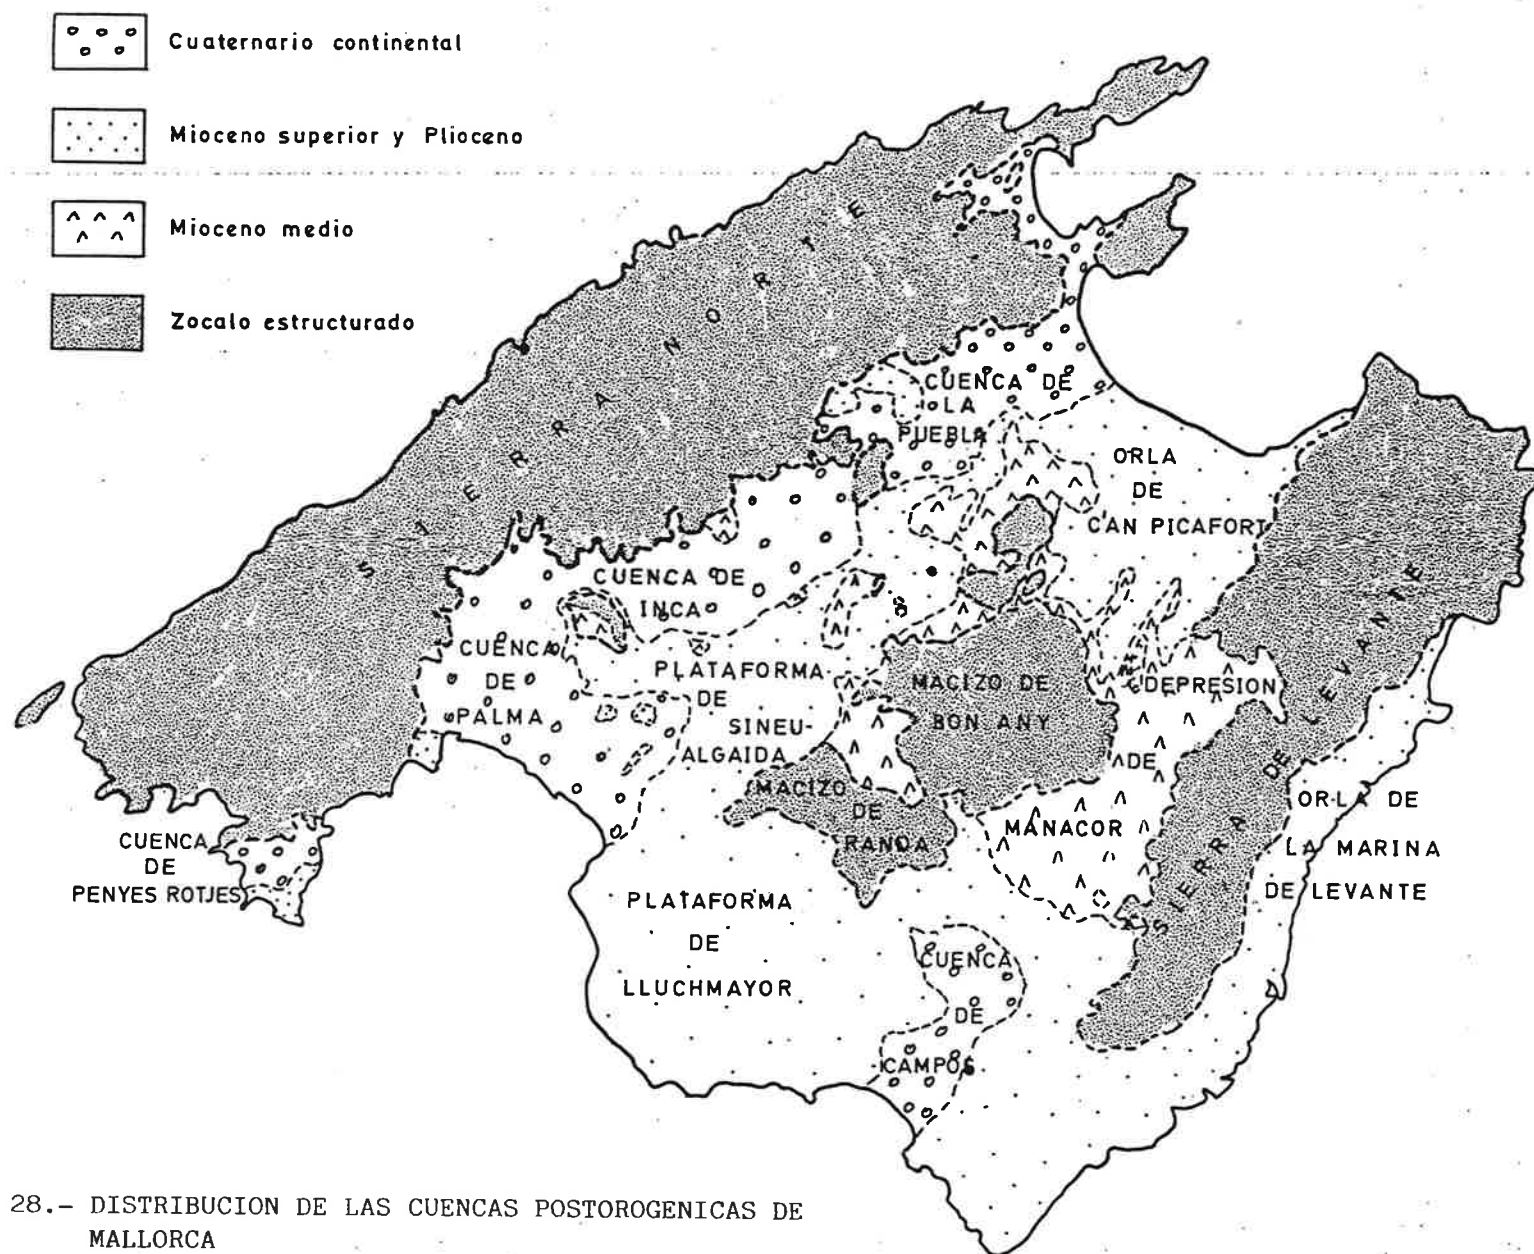 Cuaternario continental
Mioceno superior y Plioceno
Mioceno medio
Zocalo estructurado
SIERRA NORTE
CUENCA DE
LA
PUEBLA
ORLA
DE
CAN PICAFORT
CUENCA DE
INCA
CUENCA
DE
PALMA
PLATAFORMA
DE
SINEU-
ALGAIDA
MACIZO DE
BON ANY
DEPRESION
DE
MANACOR
MACIZO
DE
RANDA
SIERRA DE LEVANTE
ORLA DE
LA MARINA
DE LEVANTE
CUENCA
DE
PENYES ROTJES
PLATAFORMA
DE
LLUCHMAYOR
CUENCA
DE
CAMPOS
28.- DISTRIBUCION DE LAS CUENCAS POSTOROGENICAS DE
MALLORCA